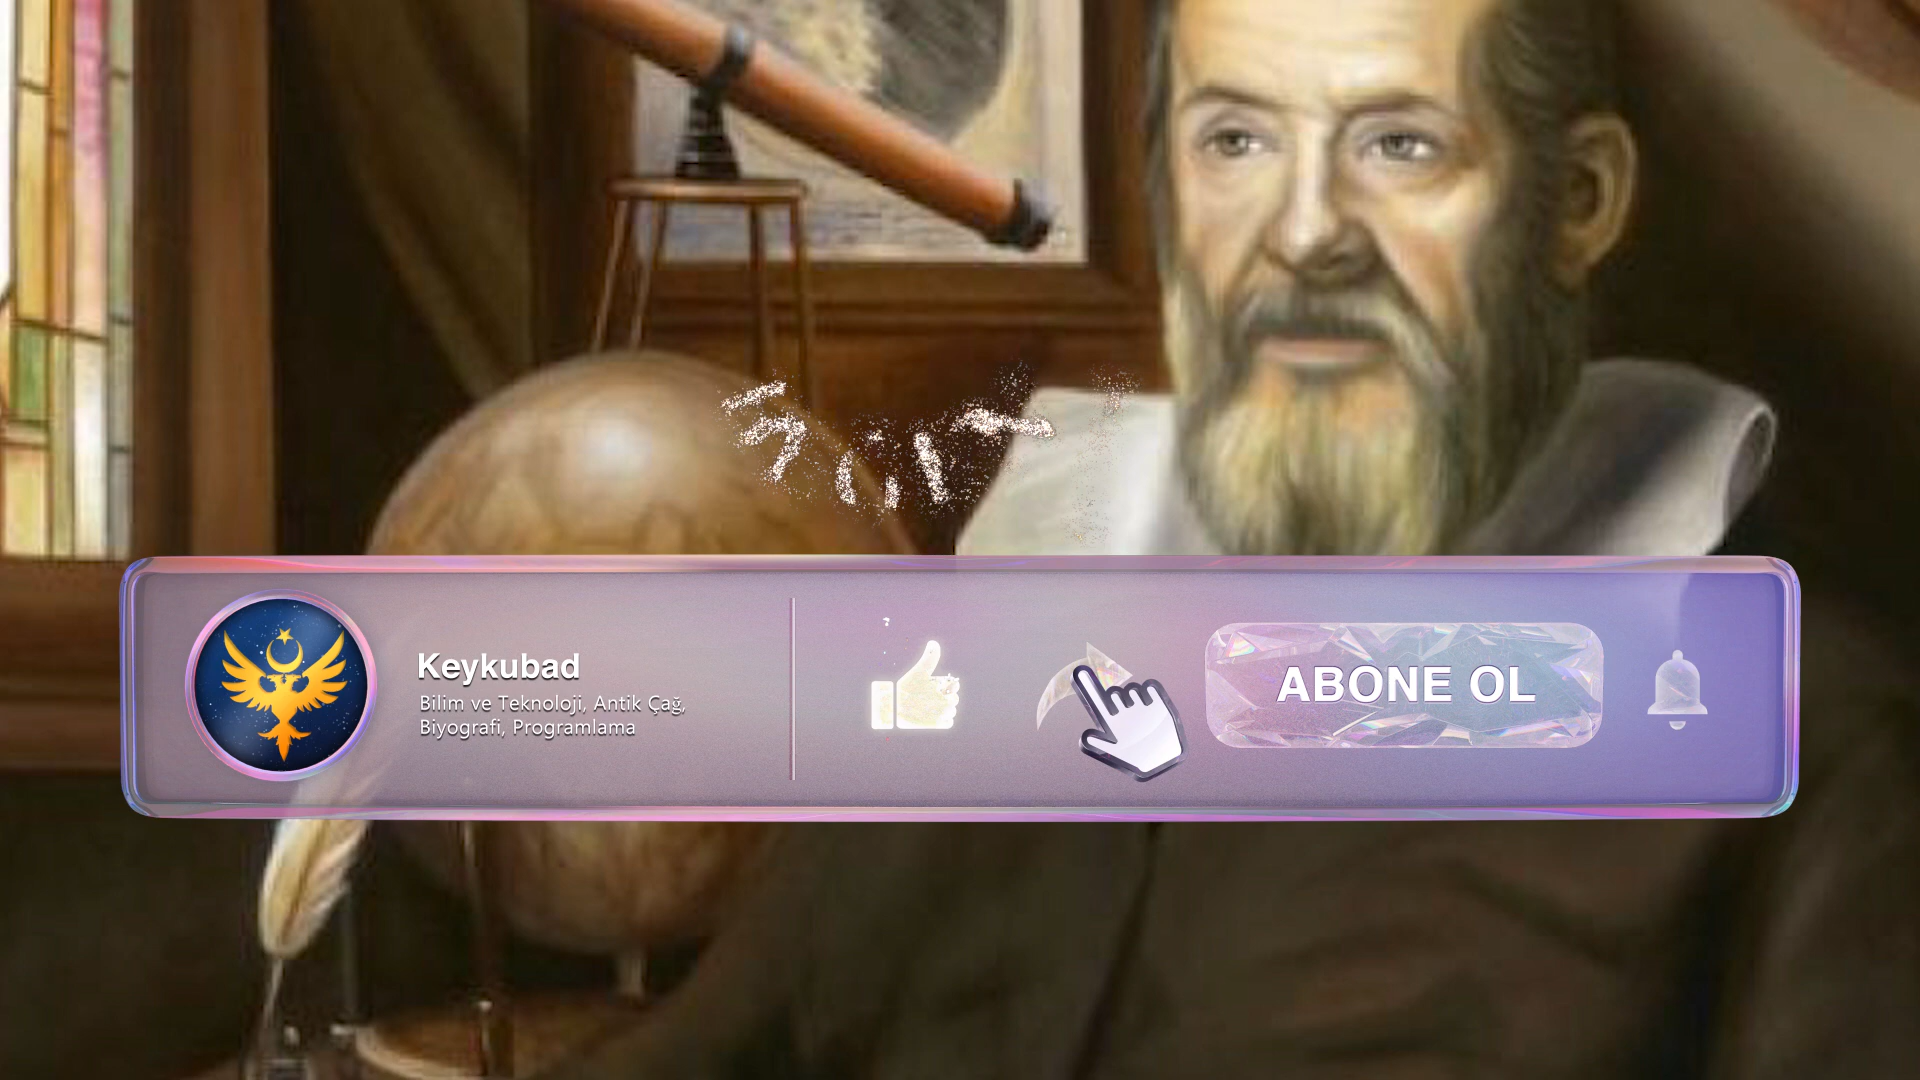 Keykubad
Bilim ve Teknoloji, Antik Çağ,
Biyografi, Programlama
ABONE OL